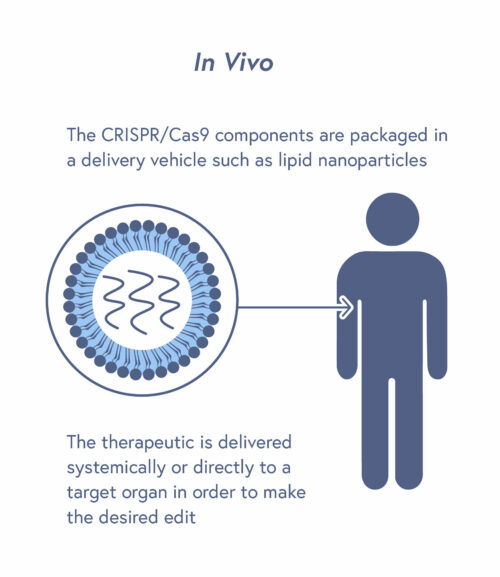 In Vivo
The CRISPR/Cas9 components are packaged in
a delivery vehicle such as lipid nanoparticles
The therapeutic is delivered
systemically or directly to a
target organ in order to make
the desired edit